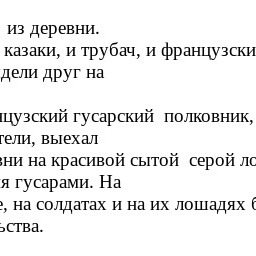 из деревни.
казаки, и трубач, и французски
дели друг на
цузский гусарский полковник,
тели, выехал
вни на красивой сытой серой ло
я гусарами. На
, на солдатах и на их лошадях б
ьства.